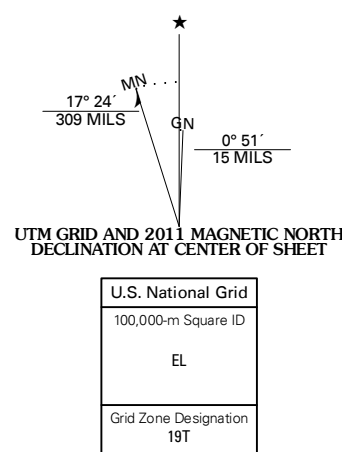 ★
MN
17° 24´
309 MILS
GN
0° 51´
15 MILS
UTM GRID AND 2011 MAGNETIC NORTH
DECLINATION AT CENTER OF SHEET
U.S. National Grid
100,000-m Square ID
EL
Grid Zone Designation
19T